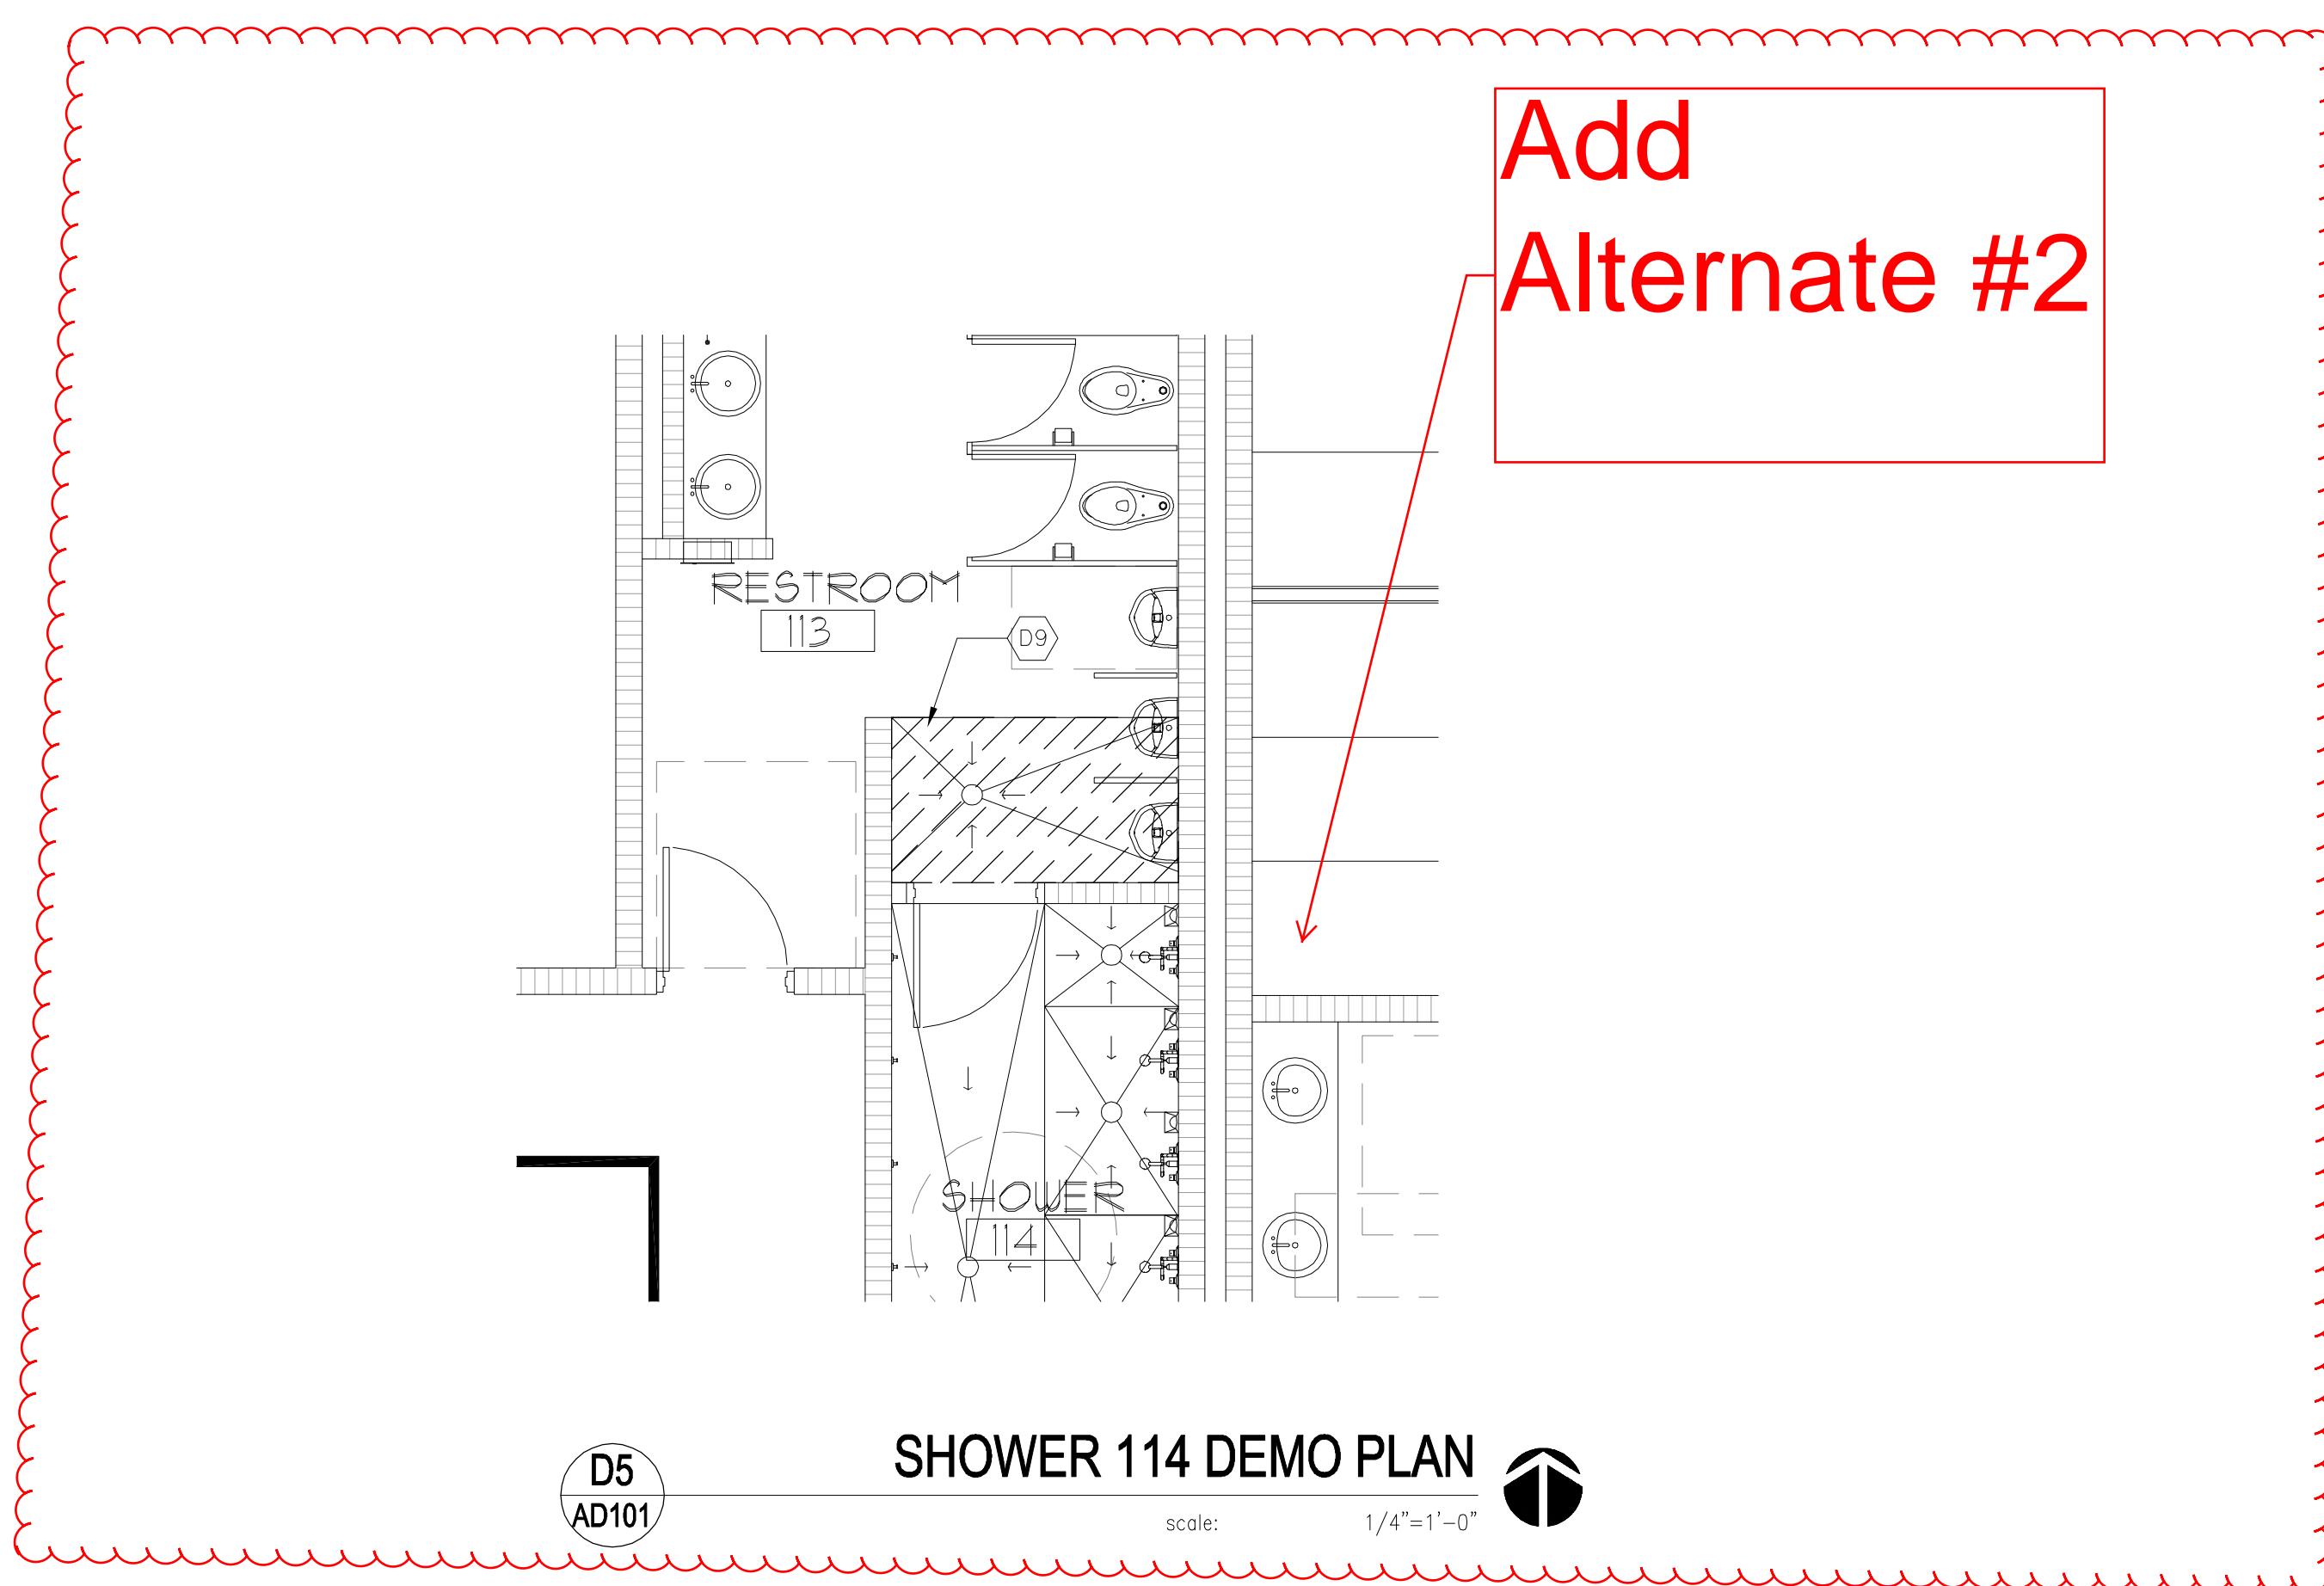 Add
Alternate #2
RESTROOM
113
D9
SHOWER
114
D5
AD101
SHOWER 114 DEMO PLAN
scale: 1/4"=1'-0"